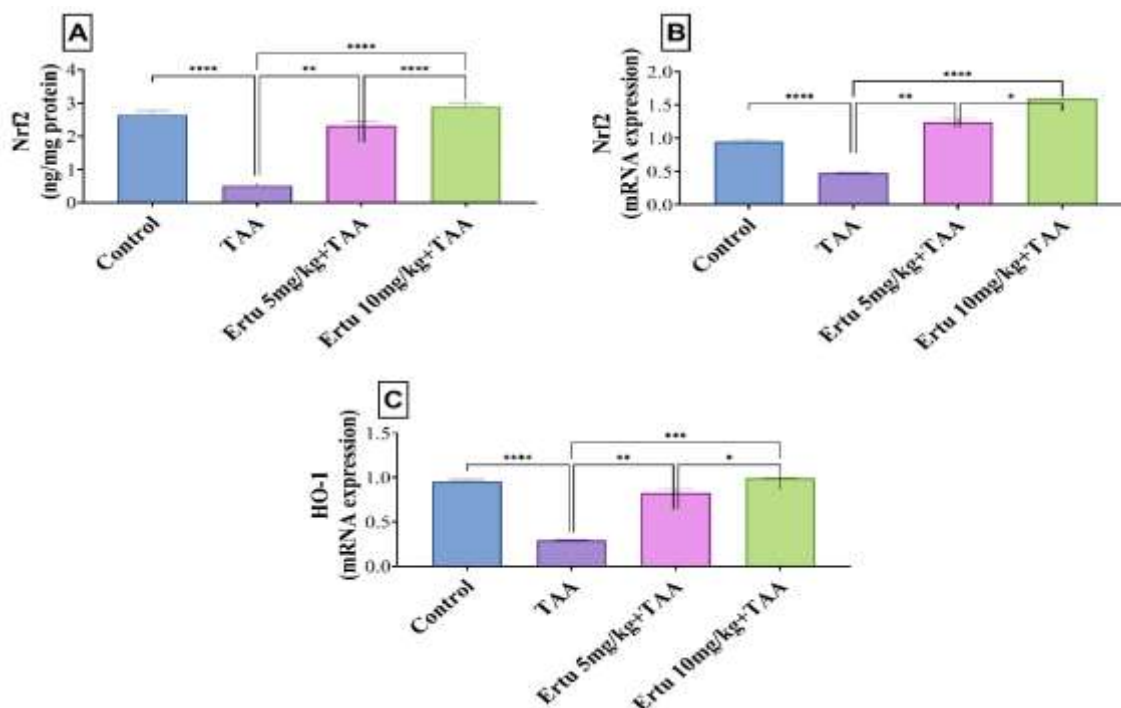 A
****
****
**
****
4
3
2
1
0
Nrf2
(ng/mg protein)
Control
TAA
Ertu 5mg/kg+TAA
Ertu 10mg/kg+TAA
B
****
****
**
*
2.0
1.5
1.0
0.5
0.0
Nrf2
(mRNA expression)
Control
TAA
Ertu 5mg/kg+TAA
Ertu 10mg/kg+TAA
C
***
****
**
*
1.5
1.0
0.5
0.0
HO-1
(mRNA expression)
Control
TAA
Ertu 5mg/kg+TAA
Ertu 10mg/kg+TAA